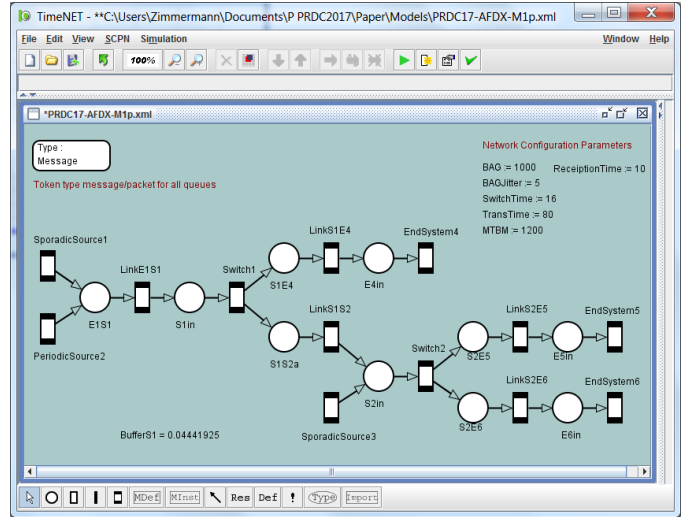 TimeNET - **C:\Users\Zimmermann\Documents\P PRDC2017\Paper\Models\PRDC17-AFDX-M1p.xml
File Edit View SCPN Simulation Window Help
100%
*PRDC17-AFDX-M1p.xml
Type :
Message
Token type message/packet for all queues
Network Configuration Parameters
BAG := 1000 ReceiptionTime := 10
BAGJitter := 5
SwitchTime := 16
TransTime := 80
MTBM := 1200
SporadicSource1
LinkE1S1
Switch1
LinkS1E4
EndSystem4
S1E4
E4in
E1S1
S1in
PeriodicSource2
LinkS1S2
S1S2a
Switch2
LinkS2E5
EndSystem5
S2E5
E5in
S2in
LinkS2E6
EndSystem6
S2E6
E6in
SporadicSource3
BufferS1 = 0.04441925
MDef MInst Res Def ! Type Import